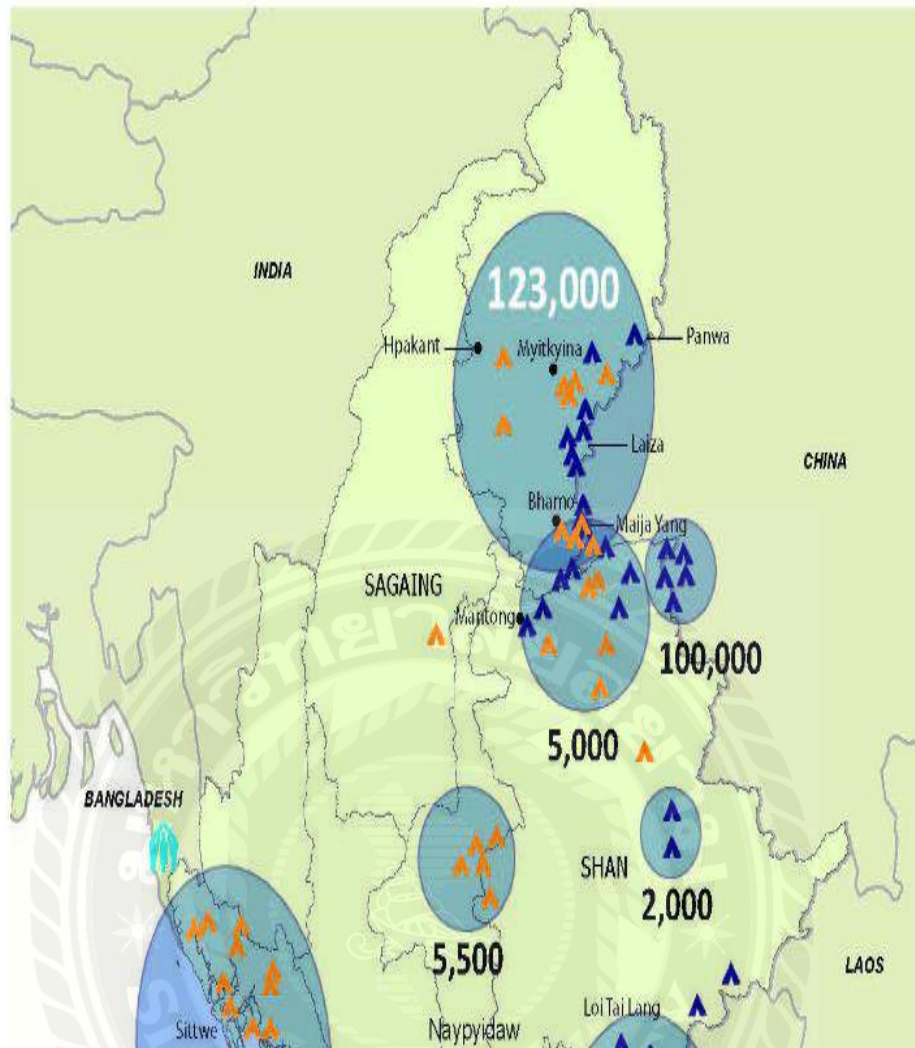 INDIA
123,000
Hpakant
Myitkyina
Panwa
Laiza
CHINA
Bhamo
Maija Yang
SAGAING
Mantong
100,000
5,000
BANGLADESH
SHAN
2,000
5,500
LAOS
Loi Tai Lang
Sittwe
Naypyidaw